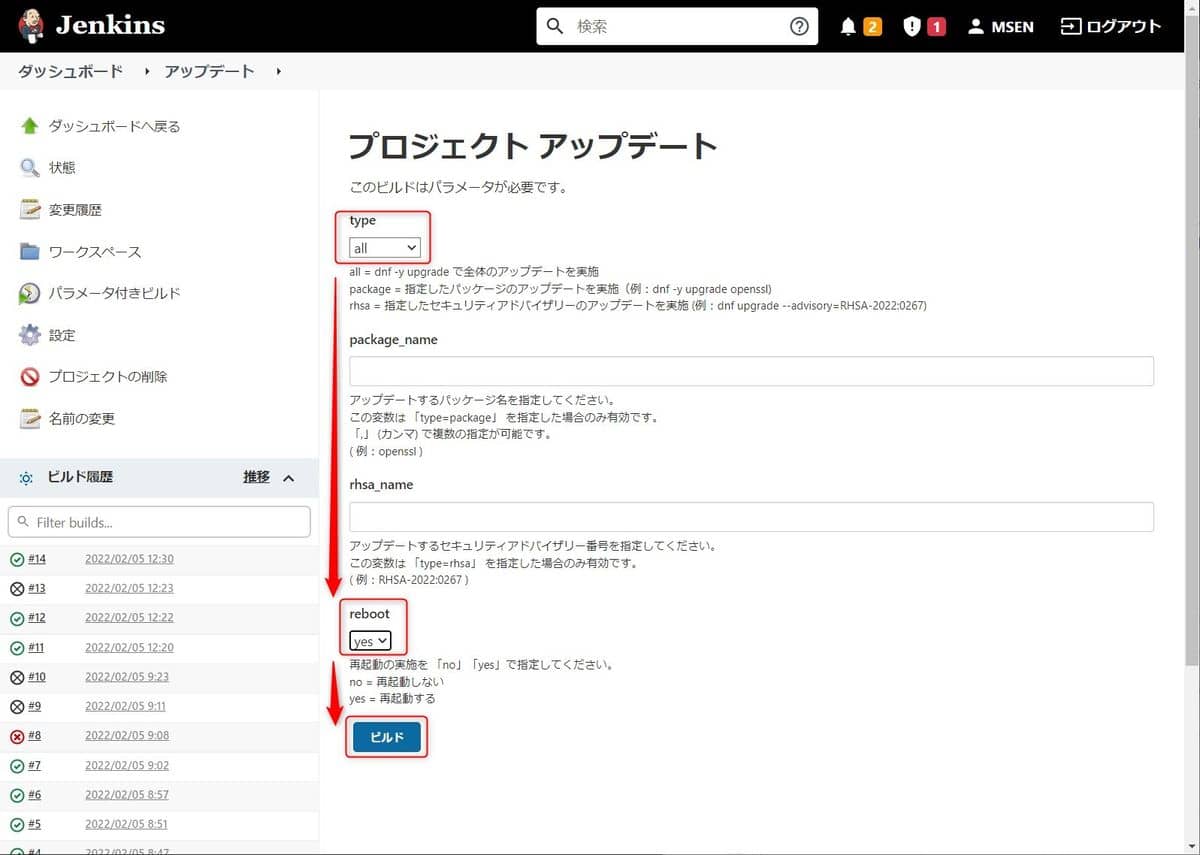 Jenkins
検索
2
1
MSEN
ログアウト
ダッシュボード
アップデート
ダッシュボードへ戻る
状態
変更履歴
ワークスペース
パラメータ付きビルド
設定
プロジェクトの削除
名前の変更
ビルド履歴
推移
Filter builds...
#14 2022/02/05 12:30
#13 2022/02/05 12:23
#12 2022/02/05 12:22
#11 2022/02/05 12:20
#10 2022/02/05 9:23
#9 2022/02/05 9:11
#8 2022/02/05 9:08
#7 2022/02/05 9:02
#6 2022/02/05 8:57
#5 2022/02/05 8:51
#4 2022/02/05 8:47
プロジェクト アップデート
このビルドはパラメータが必要です。
type
all
all = dnf -y upgrade で全体のアップデートを実施
package = 指定したパッケージのアップデートを実施（例：dnf -y upgrade openssl)
rhsa = 指定したセキュリティアドバイザリーのアップデートを実施 (例：dnf upgrade --advisory=RHSA-2022:0267)
package_name
アップデートするパッケージ名を指定してください。
この変数は 「type=package」 を指定した場合のみ有効です。
「,」 (カンマ) で複数の指定が可能です。
( 例：openssl )
rhsa_name
アップデートするセキュリティアドバイザリー番号を指定してください。
この変数は 「type=rhsa」 を指定した場合のみ有効です。
( 例：RHSA-2022:0267 )
reboot
yes
再起動の実施を 「no」「yes」で指定してください。
no = 再起動しない
yes = 再起動する
ビルド